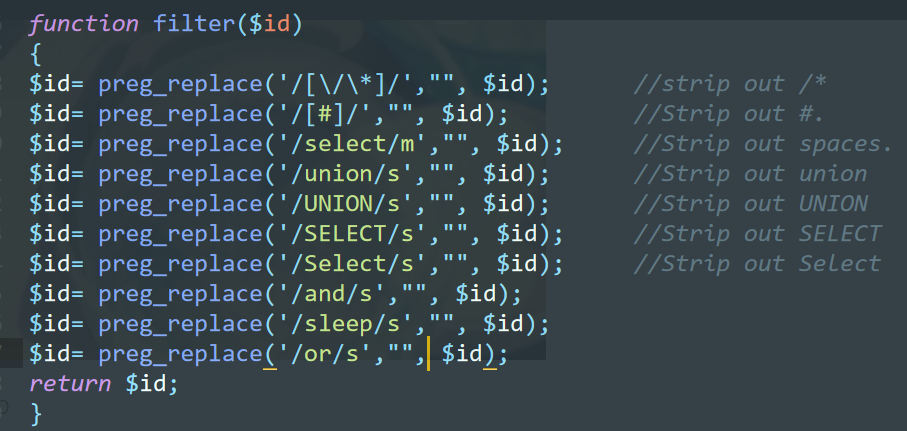 function filter($id)
{
$id= preg_replace('/[\/\*]/',"", $id);       //strip out /*
$id= preg_replace('/[#]/',"", $id);       //Strip out #.
$id= preg_replace('/select/m',"", $id);       //Strip out spaces.
$id= preg_replace('/union/s',"", $id);       //Strip out union
$id= preg_replace('/UNION/s',"", $id);       //Strip out UNION
$id= preg_replace('/SELECT/s',"", $id);       //Strip out SELECT
$id= preg_replace('/Select/s',"", $id);       //Strip out Select
$id= preg_replace('/and/s',"", $id);
$id= preg_replace('/sleep/s',"", $id);
$id= preg_replace('/or/s',"", $id);
return $id;
}